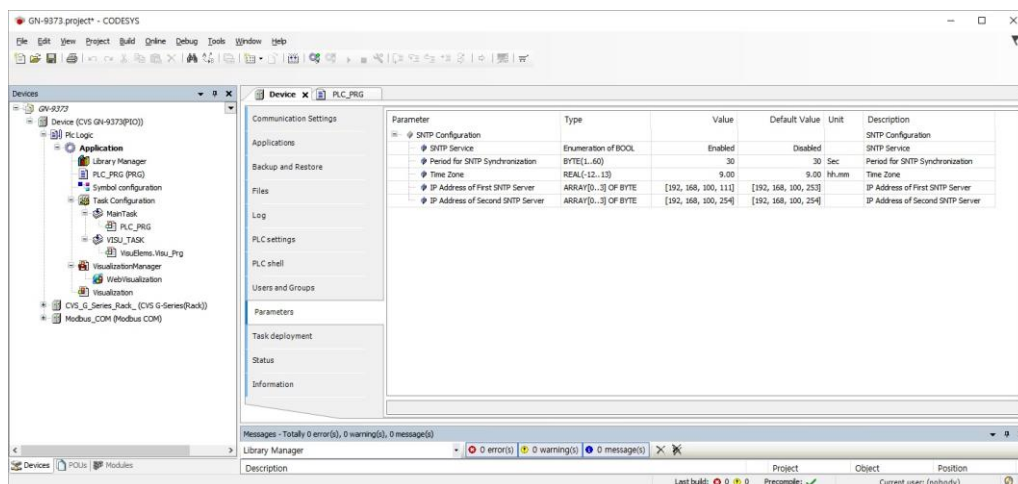 GN-9373.project* - CODESYS
File Edit View Project Build Online Debug Tools Window Help
Devices
GN-9373
Device (CVS GN-9373(PIO))
Plc Logic
Application
Library Manager
PLC_PRG (PRG)
Symbol configuration
Task Configuration
MainTask
PLC_PRG
VISU_TASK
VisuElems.Visu_Prg
VisualizationManager
WebVisualization
Visualization
CVS_G_Series_Rack_ (CVS G-Series(Rack))
Modbus_COM (Modbus COM)
Devices POUs Modules
Device PLC_PRG
Communication Settings
Applications
Backup and Restore
Files
Log
PLC settings
PLC shell
Users and Groups
Parameters
Task deployment
Status
Information
Parameter Type Value Default Value Unit Description
SNTP Configuration SNTP Configuration
SNTP Service Enumeration of BOOL Enabled Disabled SNTP Service
Period for SNTP Synchronization BYTE(1..60) 30 30 Sec Period for SNTP Synchronization
Time Zone REAL(-12..13) 9.00 9.00 hh.mm Time Zone
IP Address of First SNTP Server ARRAY[0..3] OF BYTE [192, 168, 100, 111] [192, 168, 100, 253] IP Address of First SNTP Server
IP Address of Second SNTP Server ARRAY[0..3] OF BYTE [192, 168, 100, 254] [192, 168, 100, 254] IP Address of Second SNTP Server
Messages - Totally 0 error(s), 0 warning(s), 0 message(s)
Library Manager 0 error(s) 0 warning(s) 0 message(s)
Description Project Object Position
Last build: 0 0 Precompile: Current user: (nobody)